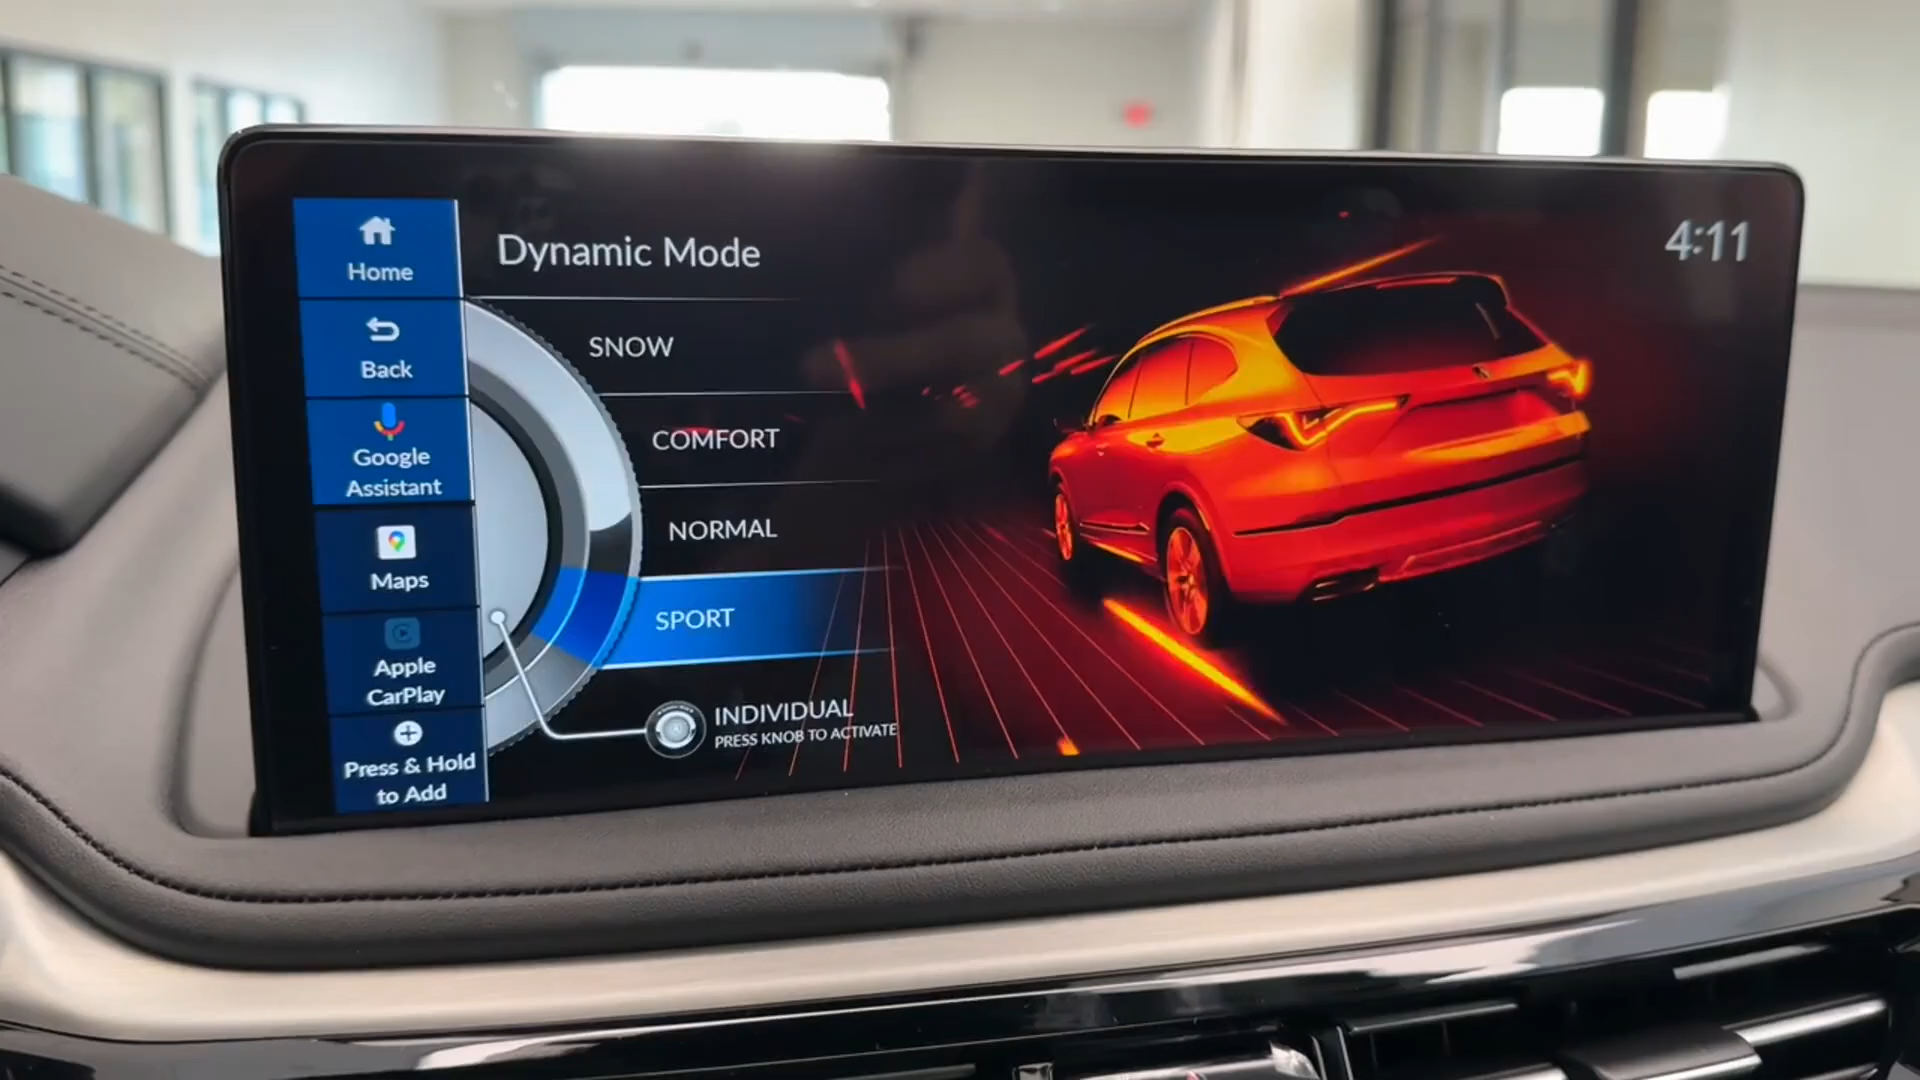 Home
Back
Google
Assistant
Maps
Apple
CarPlay
Press & Hold
to Add
Dynamic Mode
SNOW
COMFORT
NORMAL
SPORT
INDIVIDUAL
PRESS KNOB TO ACTIVATE
4:11